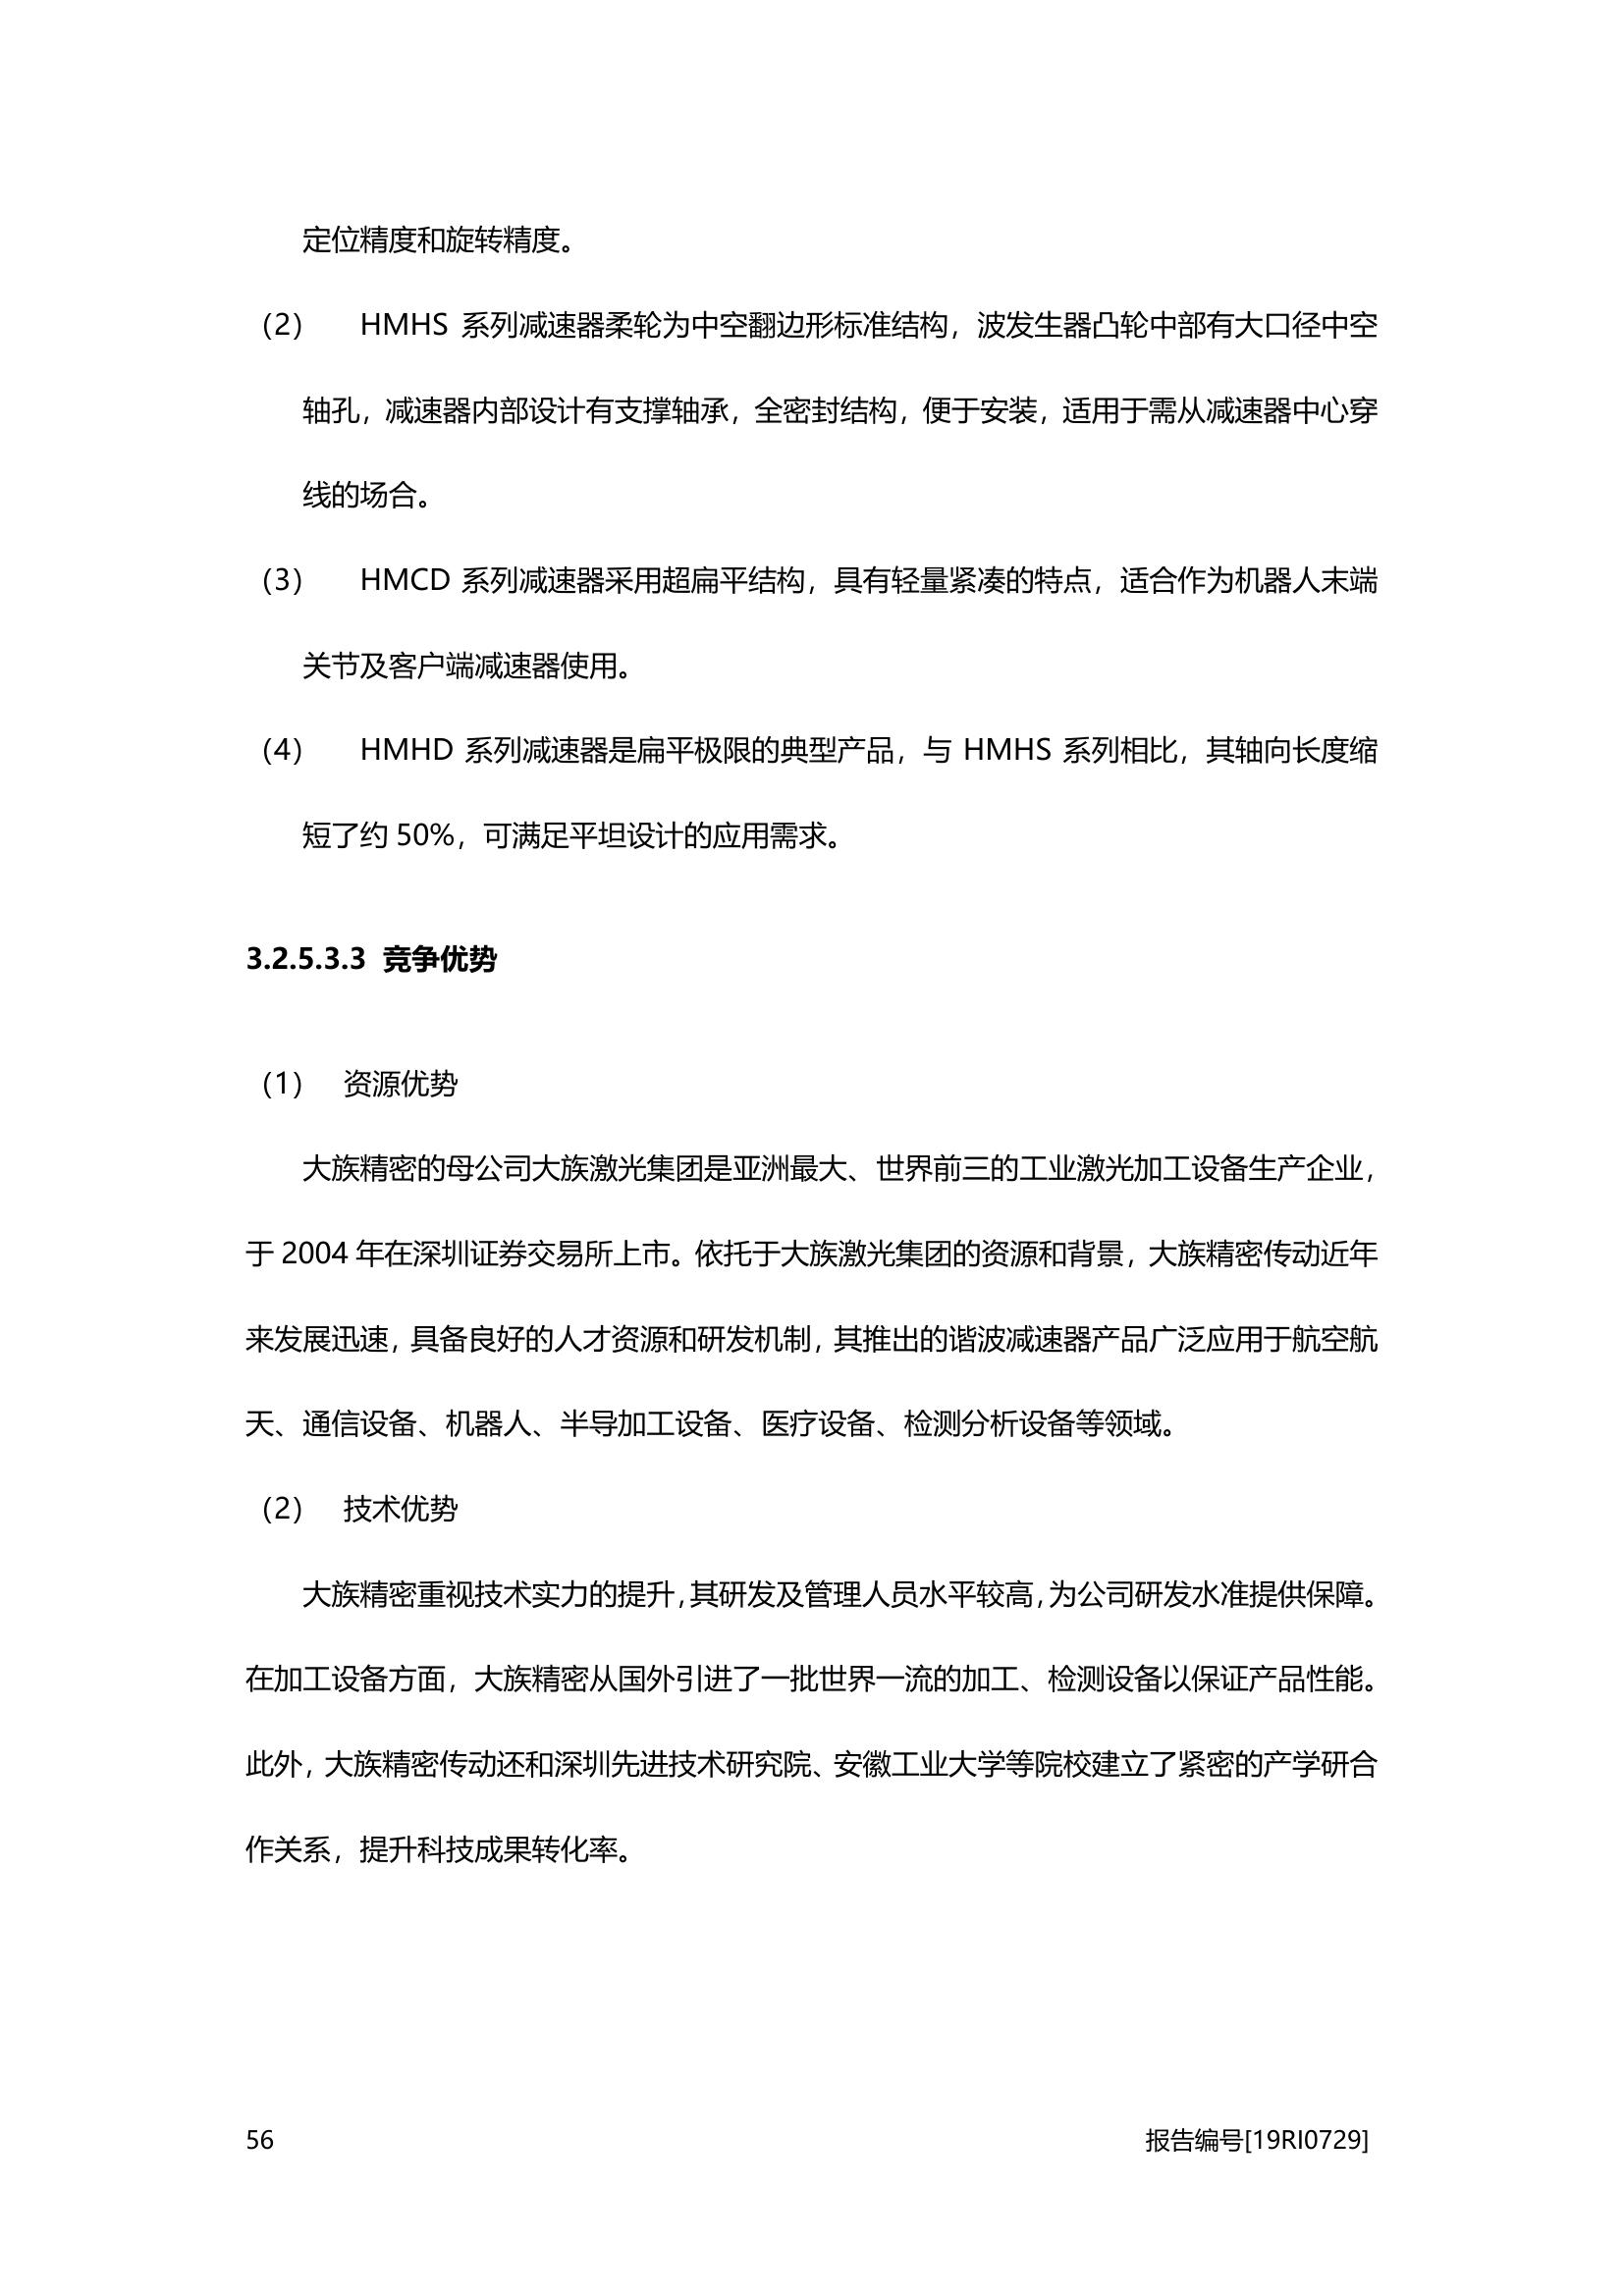 定位精度和旋转精度。
（2） HMHS 系列减速器柔轮为中空翻边形标准结构，波发生器凸轮中部有大口径中空
轴孔，减速器内部设计有支撑轴承，全密封结构，便于安装，适用于需从减速器中心穿
线的场合。
（3） HMCD 系列减速器采用超扁平结构，具有轻量紧凑的特点，适合作为机器人末端
关节及客户端减速器使用。
（4） HMHD 系列减速器是扁平极限的典型产品，与 HMHS 系列相比，其轴向长度缩
短了约 50%，可满足平坦设计的应用需求。
3.2.5.3.3 竞争优势
（1） 资源优势
大族精密的母公司大族激光集团是亚洲最大、世界前三的工业激光加工设备生产企业，
于 2004 年在深圳证券交易所上市。依托于大族激光集团的资源和背景，大族精密传动近年
来发展迅速，具备良好的人才资源和研发机制，其推出的谐波减速器产品广泛应用于航空航
天、通信设备、机器人、半导加工设备、医疗设备、检测分析设备等领域。
（2） 技术优势
大族精密重视技术实力的提升，其研发及管理人员水平较高，为公司研发水准提供保障。
在加工设备方面，大族精密从国外引进了一批世界一流的加工、检测设备以保证产品性能。
此外，大族精密传动还和深圳先进技术研究院、安徽工业大学等院校建立了紧密的产学研合
作关系，提升科技成果转化率。
56 报告编号[19RI0729]